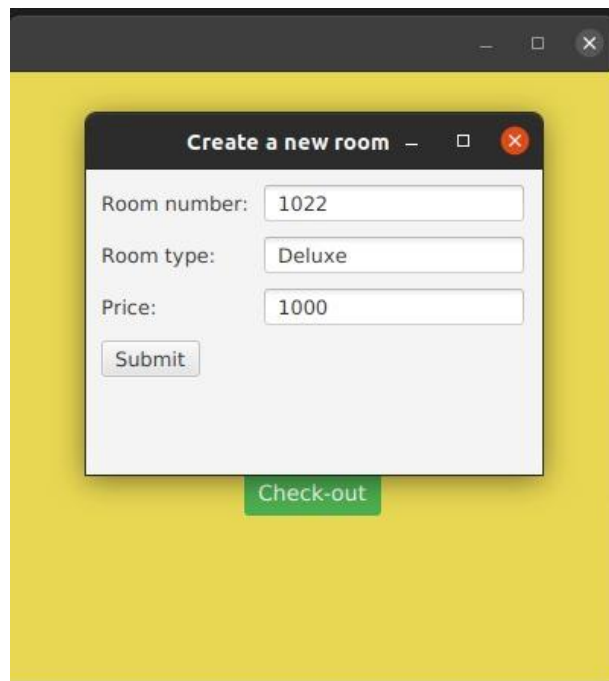 Create a new room
Room number: 1022
Room type: Deluxe
Price: 1000
Submit
Check-out